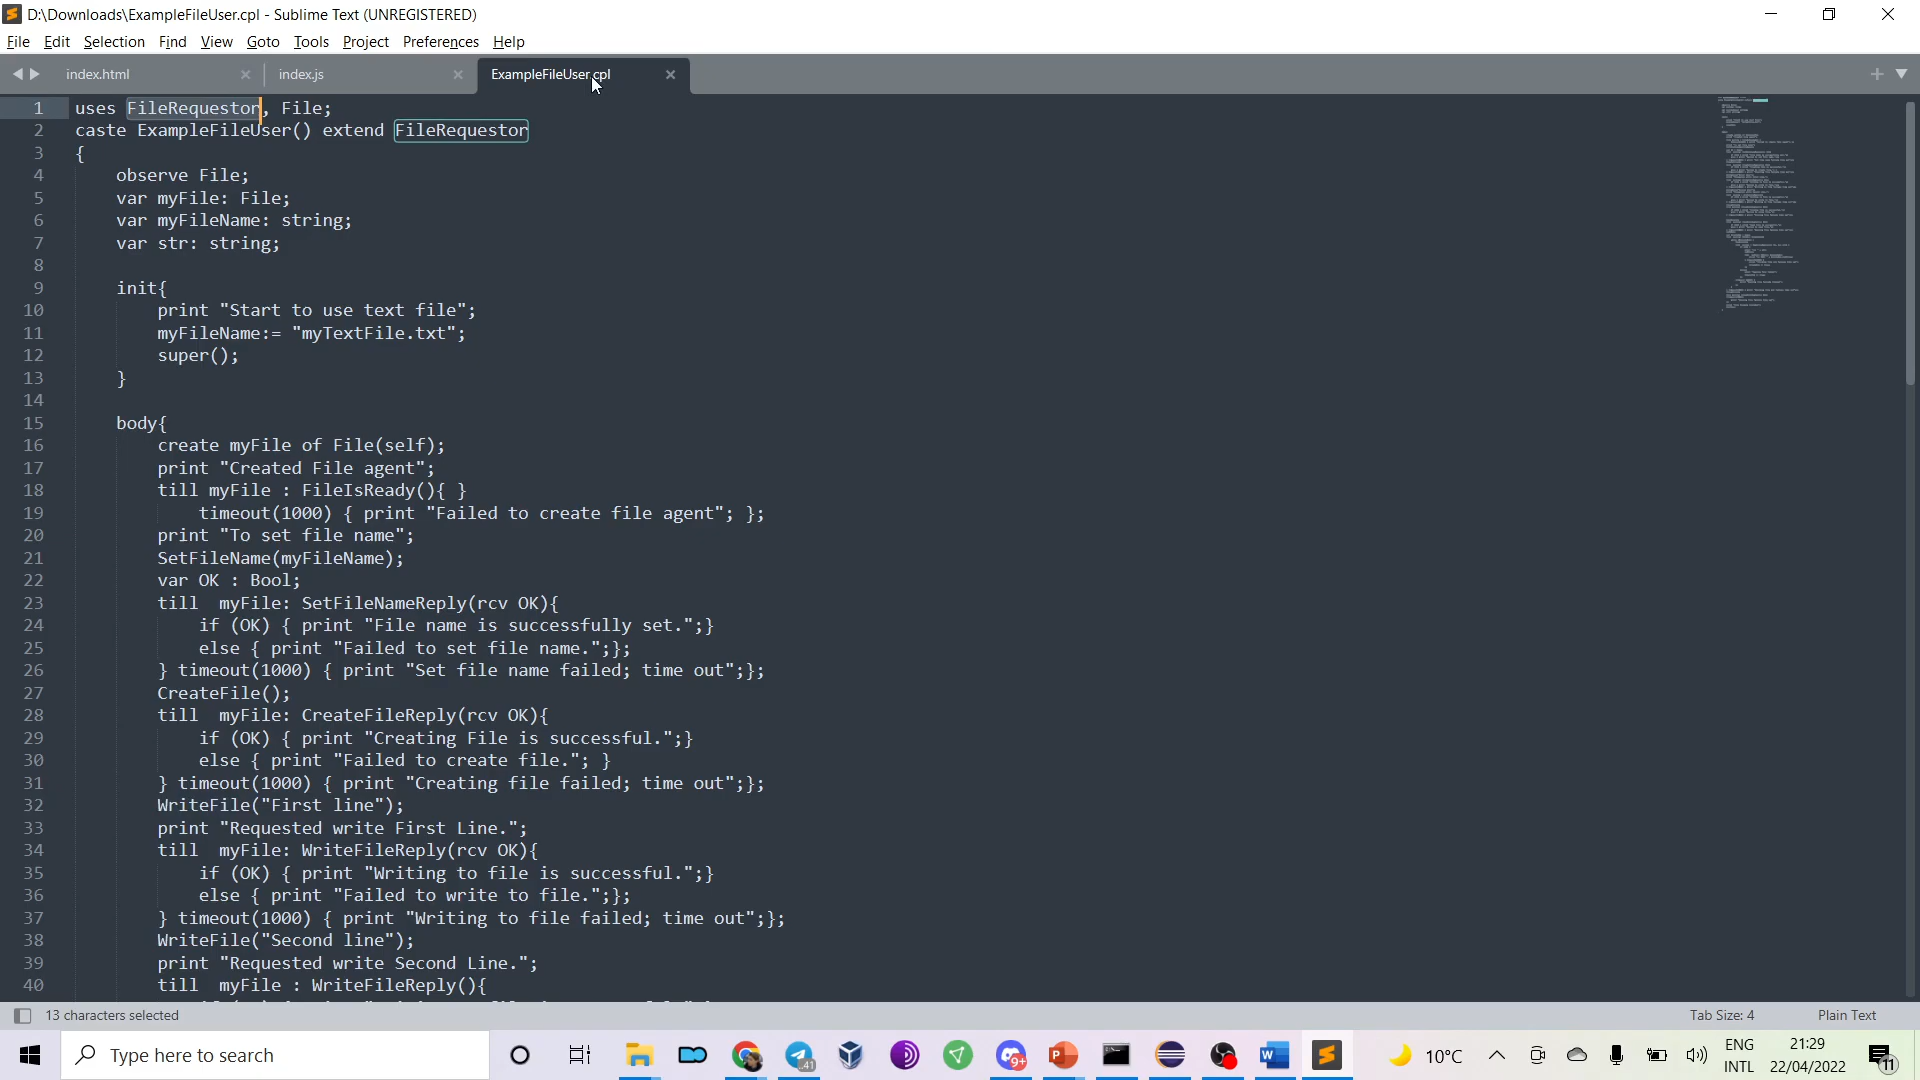 D:\Downloads\ExampleFileUser.cpl - Sublime Text (UNREGISTERED)
File Edit Selection Find View Goto Tools Project Preferences Help
index.html index.js ExampleFileUser.cpl
1 uses FileRequestor, File;
2 caste ExampleFileUser() extend FileRequestor
3 {
4 observe File;
5 var myFile: File;
6 var myFileName: string;
7 var str: string;
8
9 init{
10 print "Start to use text file";
11 myFileName:= "myTextFile.txt";
12 super();
13 }
14
15 body{
16 create myFile of File(self);
17 print "Created File agent";
18 till myFile : FileIsReady(){ }
19 timeout(1000) { print "Failed to create file agent"; };
20 print "To set file name";
21 SetFileName(myFileName);
22 var OK : Bool;
23 till  myFile: SetFileNameReply(rcv OK){
24 if (OK) { print "File name is successfully set.";}
25 else { print "Failed to set file name.";};
26 } timeout(1000) { print "Set file name failed; time out";};
27 CreateFile();
28 till  myFile: CreateFileReply(rcv OK){
29 if (OK) { print "Creating File is successful.";}
30 else { print "Failed to create file."; }
31 } timeout(1000) { print "Creating file failed; time out";};
32 WriteFile("First line");
33 print "Requested write First Line.";
34 till  myFile: WriteFileReply(rcv OK){
35 if (OK) { print "Writing to file is successful.";}
36 else { print "Failed to write to file.";};
37 } timeout(1000) { print "Writing to file failed; time out";};
38 WriteFile("Second line");
39 print "Requested write Second Line.";
40 till  myFile : WriteFileReply(){
13 characters selected Tab Size: 4 Plain Text
Type here to search 41 9+ 10°C ENG 21:29
INTL 22/04/2022 11